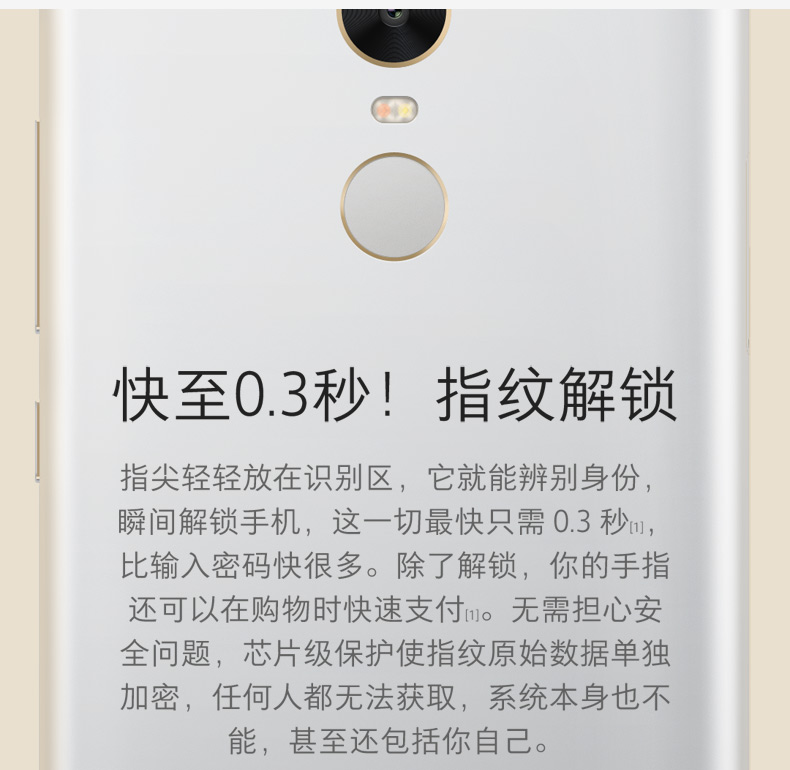 快至0.3秒！指纹解锁
指尖轻轻放在识别区，它就能辨别身份，
瞬间解锁手机，这一切最快只需 0.3 秒[1]，
比输入密码快很多。除了解锁，你的手指
还可以在购物时快速支付[1]。无需担心安
全问题，芯片级保护使指纹原始数据单独
加密，任何人都无法获取，系统本身也不
能，甚至还包括你自己。